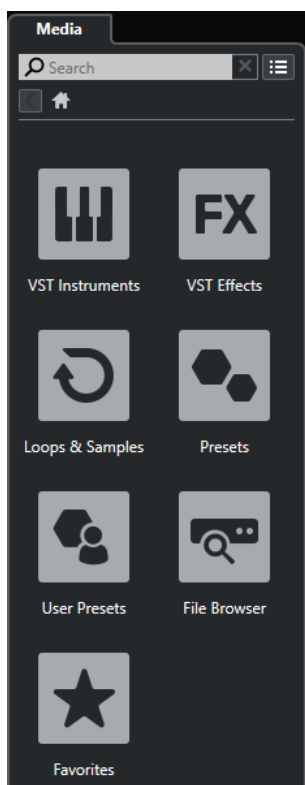 Media
Search
VST Instruments
FX
VST Effects
Loops & Samples
Presets
User Presets
File Browser
Favorites